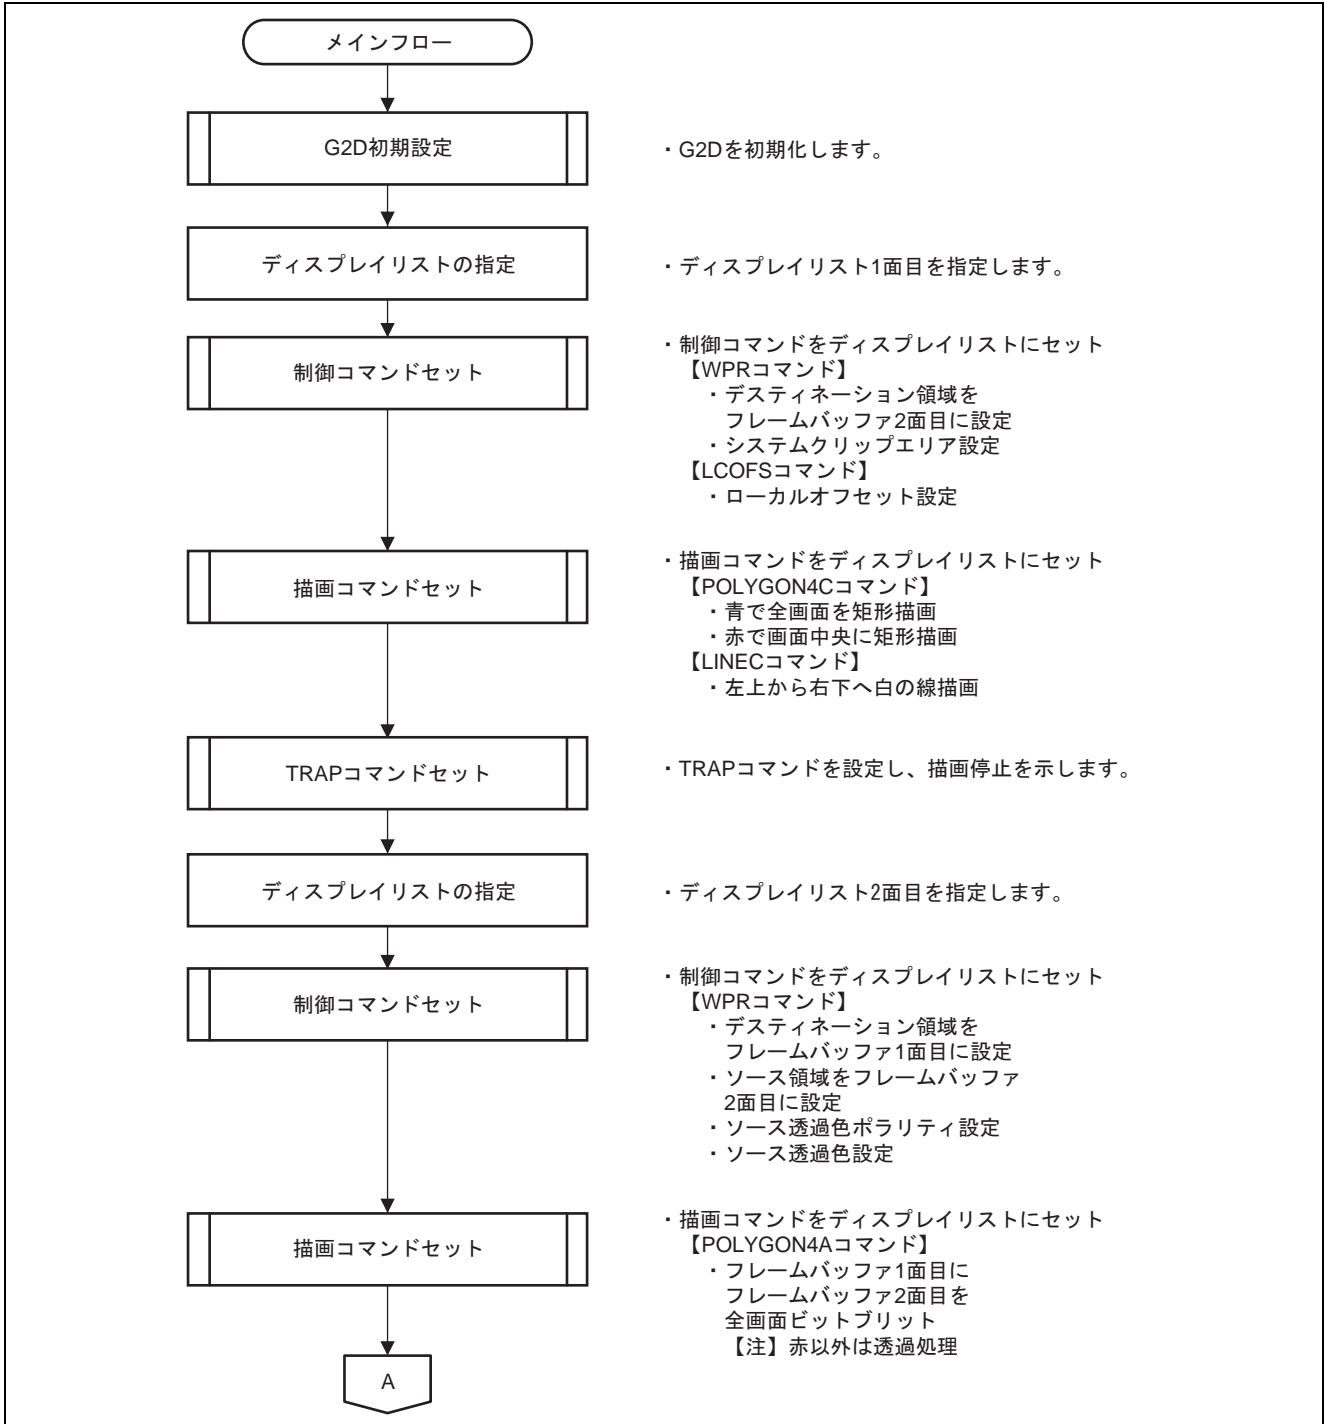 メインフロー
G2D初期設定
・G2Dを初期化します。
ディスプレイリストの指定
・ディスプレイリスト1面目を指定します。
制御コマンドセット
・制御コマンドをディスプレイリストにセット
【WPRコマンド】
・デスティネーション領域を
フレームバッファ2面目に設定
・システムクリップエリア設定
【LCOFSコマンド】
・ローカルオフセット設定
描画コマンドセット
・描画コマンドをディスプレイリストにセット
【POLYGON4Cコマンド】
・青で全画面を矩形描画
・赤で画面中央に矩形描画
【LINECコマンド】
・左上から右下へ白の線描画
TRAPコマンドセット
・TRAPコマンドを設定し、描画停止を示します。
ディスプレイリストの指定
・ディスプレイリスト2面目を指定します。
制御コマンドセット
・制御コマンドをディスプレイリストにセット
【WPRコマンド】
・デスティネーション領域を
フレームバッファ1面目に設定
・ソース領域をフレームバッファ
2面目に設定
・ソース透過色ポラリティ設定
・ソース透過色設定
描画コマンドセット
・描画コマンドをディスプレイリストにセット
【POLYGON4Aコマンド】
・フレームバッファ1面目に
フレームバッファ2面目を
全画面ビットブリット
【注】赤以外は透過処理
A